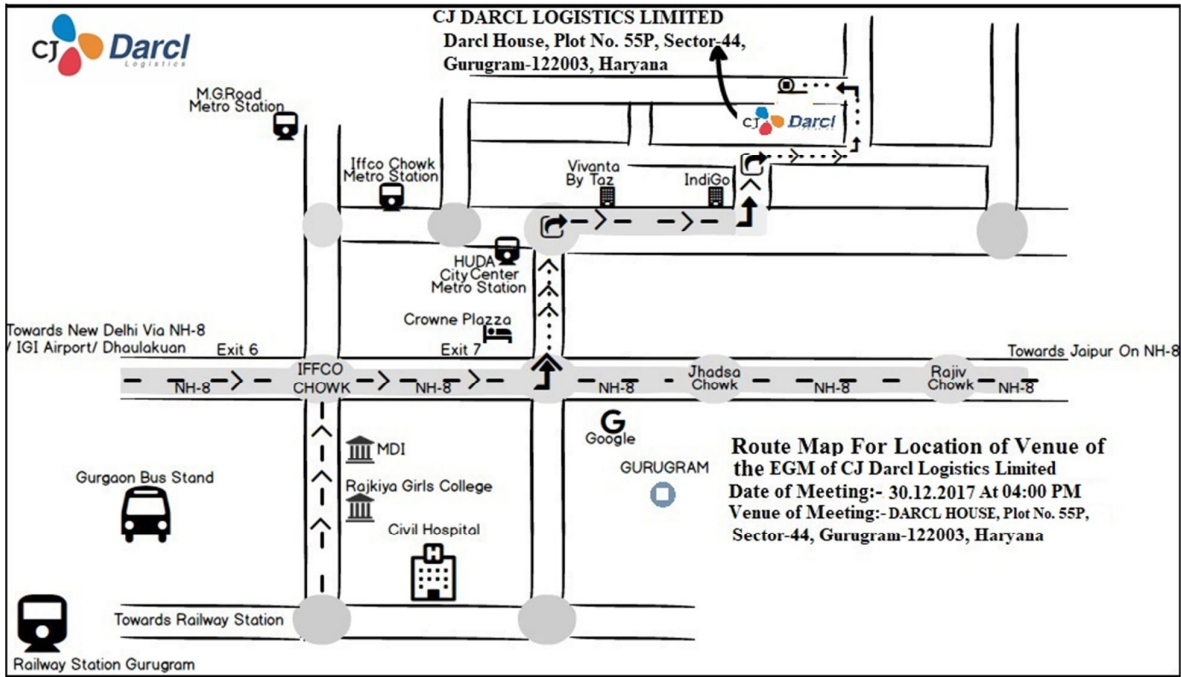 CJ Darcl
Logistics
CJ DARCL LOGISTICS LIMITED
Darcl House, Plot No. 55P, Sector-44,
Gurugram-122003, Haryana
M.G.Road
Metro Station
CJ Darcl
Iffco Chowk
Metro Station
Vivanta
By Taz
IndiGo
HUDA
City Center
Metro Station
Crowne Plazza
Towards New Delhi Via NH-8
/ IGI Airport/ Dhaulakuan
Exit 6
Exit 7
Towards Jaipur On NH-8
NH-8
IFFCO
CHOWK
NH-8
NH-8
Jhadsa
Chowk
NH-8
Rajiv
Chowk
NH-8
G
Google
MDI
GURUGRAM
Gurgaon Bus Stand
Rajkiya Girls College
Civil Hospital
H
Route Map For Location of Venue of
the EGM of CJ Darcl Logistics Limited
Date of Meeting:- 30.12.2017 At 04:00 PM
Venue of Meeting:- DARCL HOUSE, Plot No. 55P,
Sector-44, Gurugram-122003, Haryana
Towards Railway Station
Railway Station Gurugram